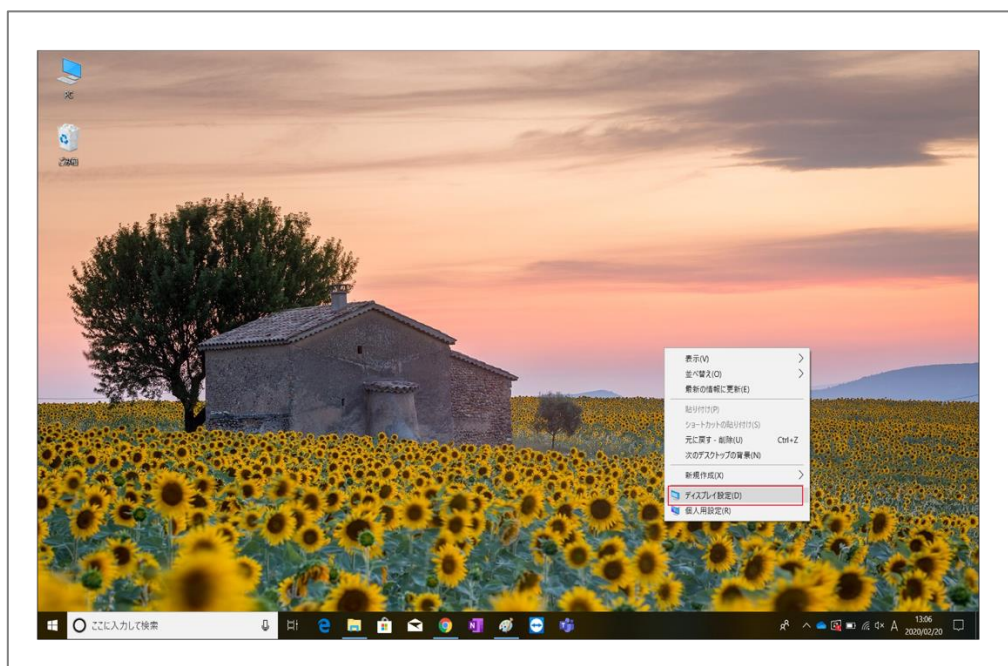 PC
ごみ箱
表示(V)
並べ替え(O)
最新の情報に更新(E)
貼り付け(P)
ショートカットの貼り付け(S)
元に戻す - 削除(U) Ctrl+Z
次のデスクトップの背景(N)
新規作成(X)
ディスプレイ設定(D)
個人用設定(R)
ここに入力して検索
A
13:06
2020/02/20